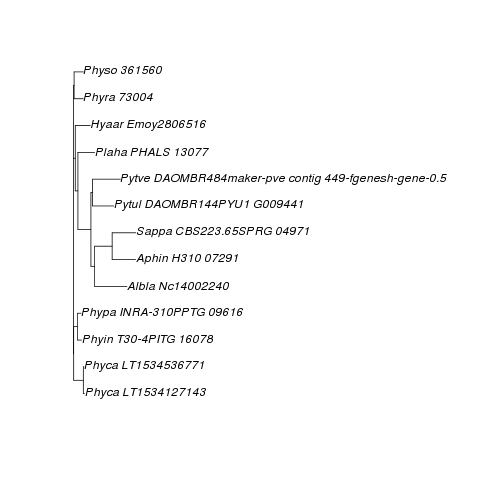 Physo 361560
Phyra 73004
Hyaar Emoy2806516
Plaha PHALS 13077
Pytve DAOMBR484maker-pve contig 449-fgenesh-gene-0.5
Pytul DAOMBR144PYU1 G009441
Sappa CBS223.65SPRG 04971
Aphin H310 07291
Albla Nc14002240
Phypa INRA-310PPTG 09616
Phyin T30-4PITG 16078
Phyca LT1534536771
Phyca LT1534127143